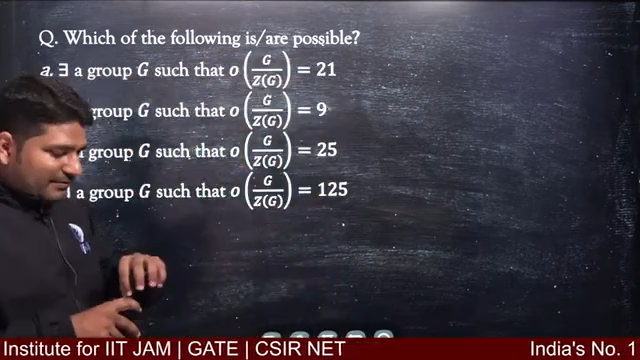 Q. Which of the following is/are possible?
a. ∃ a group G such that o(G/Z(G)) = 21
group G such that o(G/Z(G)) = 9
group G such that o(G/Z(G)) = 25
a group G such that o(G/Z(G)) = 125
Institute for IIT JAM | GATE | CSIR NET India's No. 1